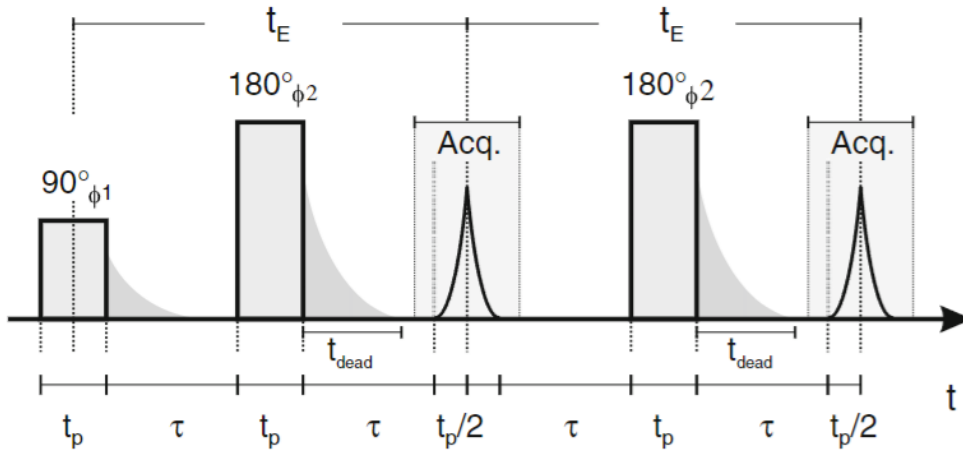 t_E t_E
180°_ϕ2 180°_ϕ2
Acq. Acq.
90°_ϕ1
t_dead t_dead
t
t_p τ t_p τ t_p/2 τ t_p τ t_p/2